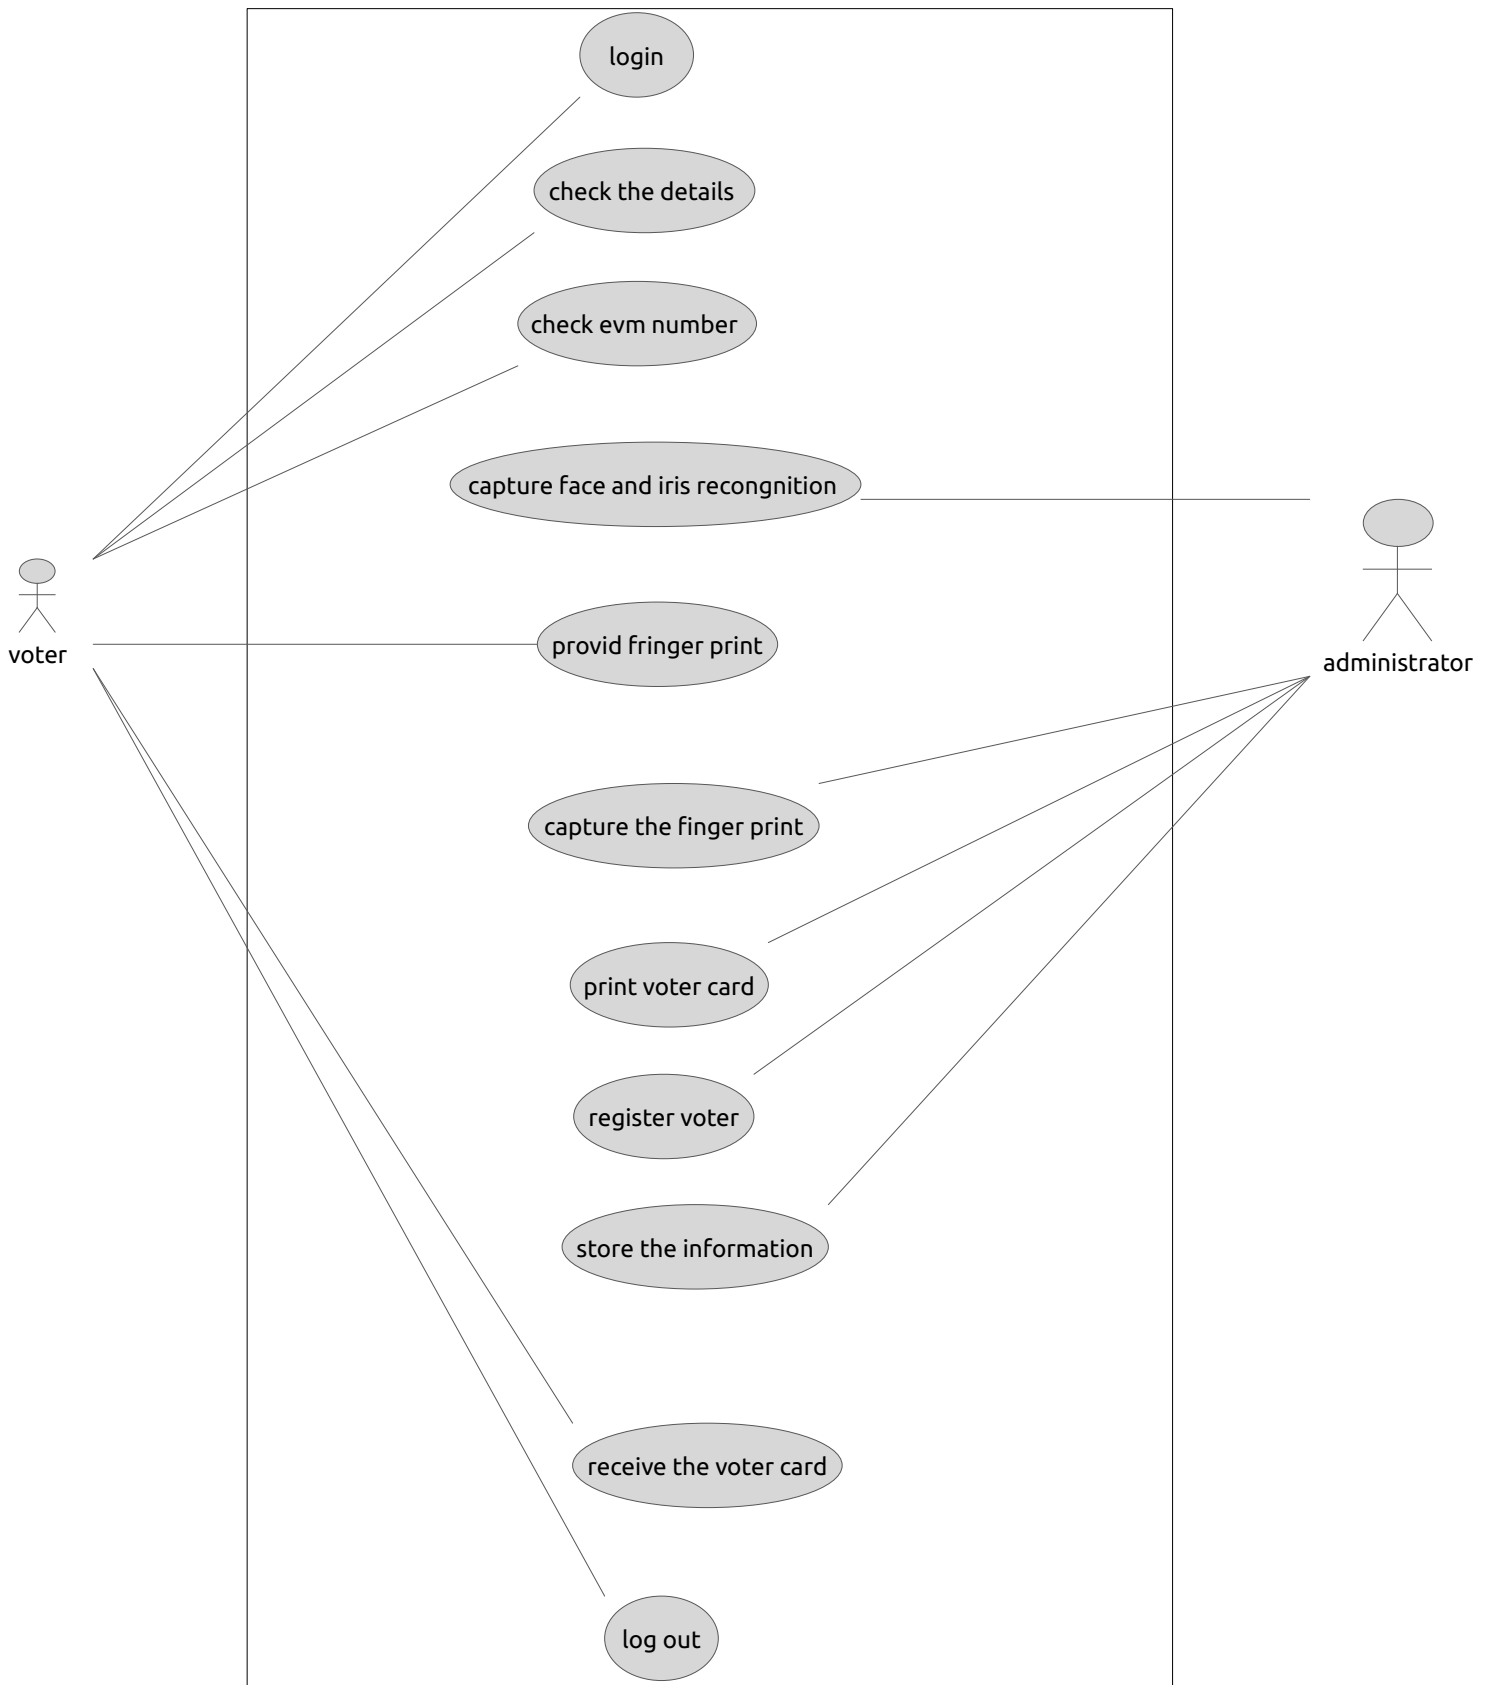 login
check the details
check evm number
capture face and iris recongnition
voter
provid fringer print
administrator
capture the finger print
print voter card
register voter
store the information
receive the voter card
log out